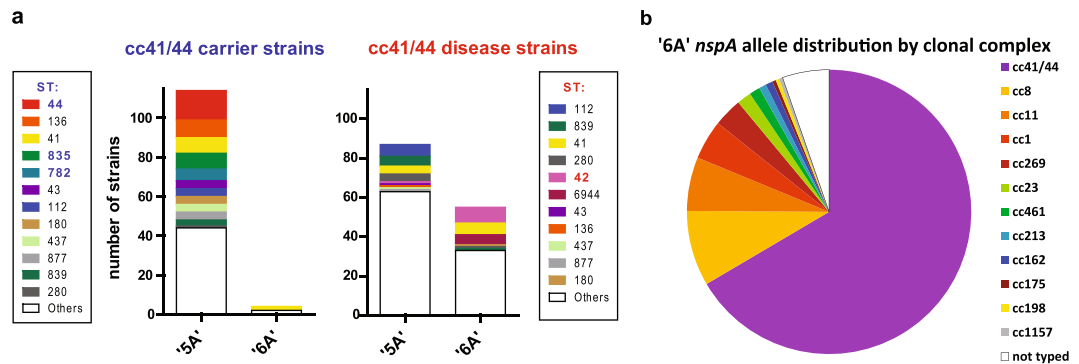 a
cc41/44 carrier strains
cc41/44 disease strains
ST:
44
136
41
835
782
43
112
180
437
877
839
280
Others
number of strains
100
80
60
40
20
0
'5A'
'6A'
100
80
60
40
20
0
'5A'
'6A'
ST:
112
839
41
280
42
6944
43
136
437
877
180
Others
b
'6A' nspA allele distribution by clonal complex
cc41/44
cc8
cc11
cc1
cc269
cc23
cc461
cc213
cc162
cc175
cc198
cc1157
not typed